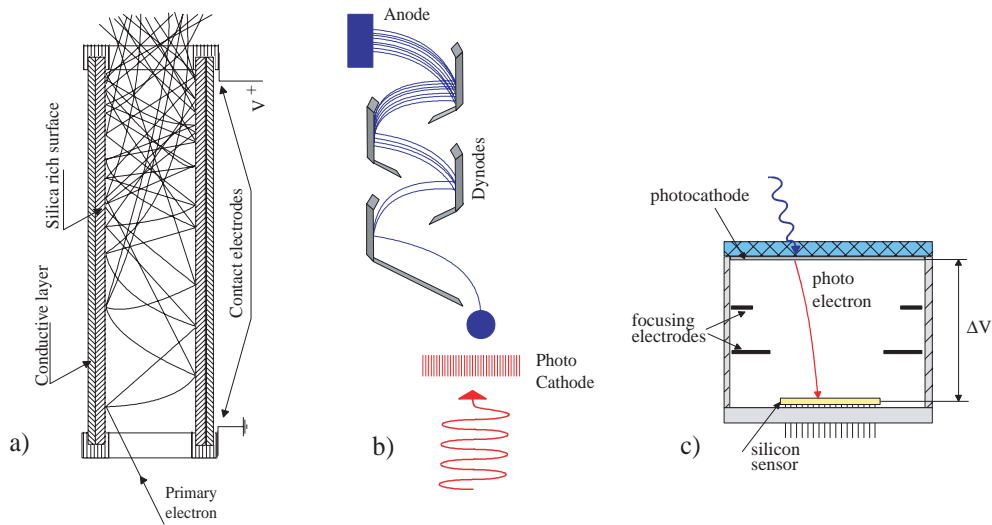 a)
Conductive layer
Silica rich surface
Contact electrodes
V +
Primary
electron
b)
Anode
Dynodes
Photo
Cathode
c)
photocathode
photo
electron
focusing
electrodes
ΔV
silicon
sensor